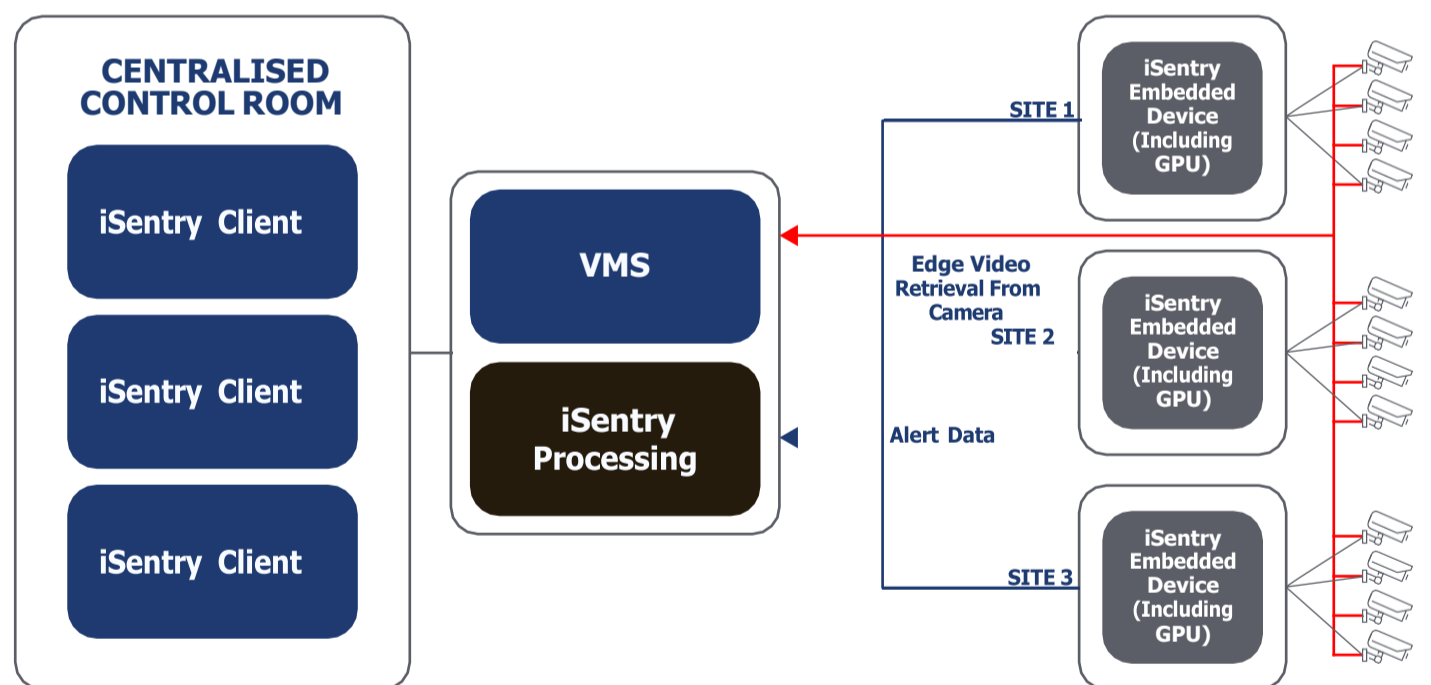 CENTRALISED
CONTROL ROOM
iSentry Client
iSentry Client
iSentry Client
VMS
iSentry
Processing
SITE 1
Edge Video
Retrieval From
Camera
SITE 2
Alert Data
SITE 3
iSentry
Embedded
Device
(Including
GPU)
iSentry
Embedded
Device
(Including
GPU)
iSentry
Embedded
Device
(Including
GPU)